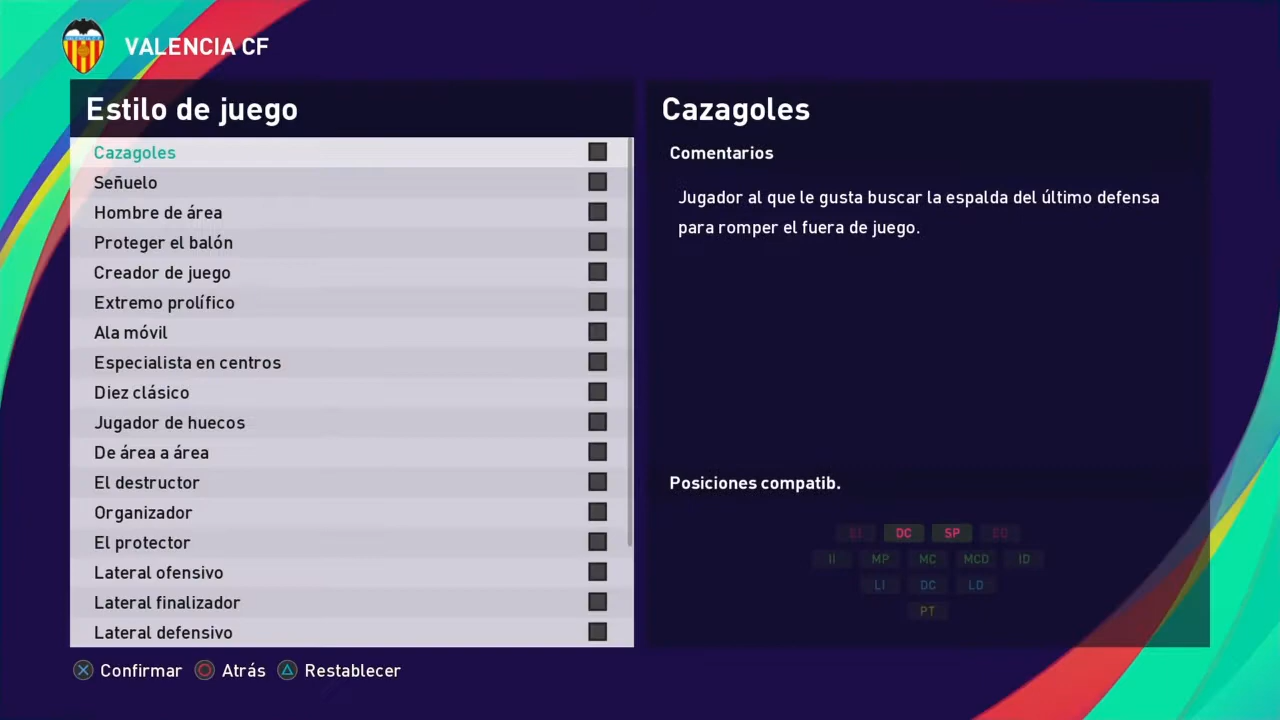 VALENCIA CF
Estilo de juego
Cazagoles
Señuelo
Hombre de área
Proteger el balón
Creador de juego
Extremo prolífico
Ala móvil
Especialista en centros
Diez clásico
Jugador de huecos
De área a área
El destructor
Organizador
El protector
Lateral ofensivo
Lateral finalizador
Lateral defensivo
Cazagoles
Comentarios
Jugador al que le gusta buscar la espalda del último defensa
para romper el fuera de juego.
Posiciones compatib.
EI DC SP ED
II MP MC MCD ID
LI DC LD
PT
Confirmar Atrás Restablecer